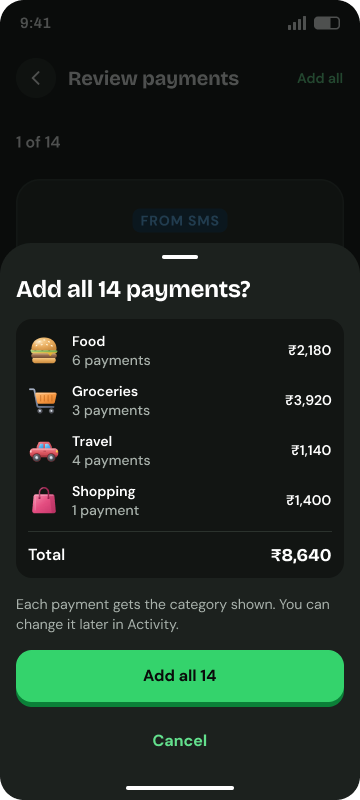 9:41
Review payments
Add all
1 of 14
FROM SMS
Add all 14 payments?
Food
6 payments
₹2,180
Groceries
3 payments
₹3,920
Travel
4 payments
₹1,140
Shopping
1 payment
₹1,400
Total
₹8,640
Each payment gets the category shown. You can
change it later in Activity.
Add all 14
Cancel